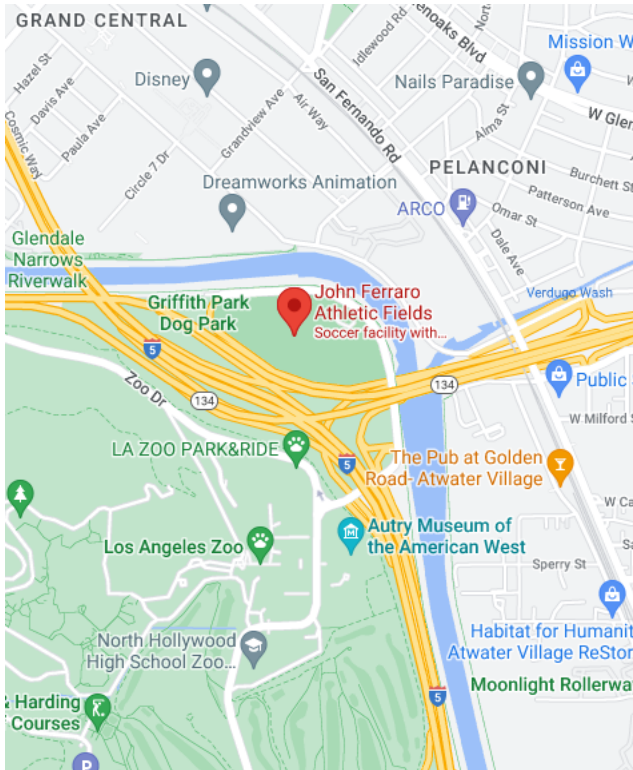 GRAND CENTRAL
Idlewood Rd
Glenoaks Blvd
Mission W
Hazel St
Disney
San Fernando Rd
Nails Paradise
Davis Ave
Grandview Ave
Air Way
W Glen
Cosmic Way
Paula Ave
Alma St
Circle 7 Dr
PELANCONI
Burchett St
Dreamworks Animation
Patterson Ave
ARCO
Omar St
Dale Ave
Glendale
Narrows
Riverwalk
Verdugo Wash
Griffith Park
Dog Park
John Ferraro
Athletic Fields
Soccer facility with...
5
134
134
Zoo Dr
Public
W Milford S
LA ZOO PARK&RIDE
5
The Pub at Golden
Road- Atwater Village
W Ca
Los Angeles Zoo
Autry Museum of
the American West
Sa
Sperry St
North Hollywood
High School Zoo...
Habitat for Humanit
Atwater Village ReStor
& Harding
Courses
5
Moonlight Rollerwa
P